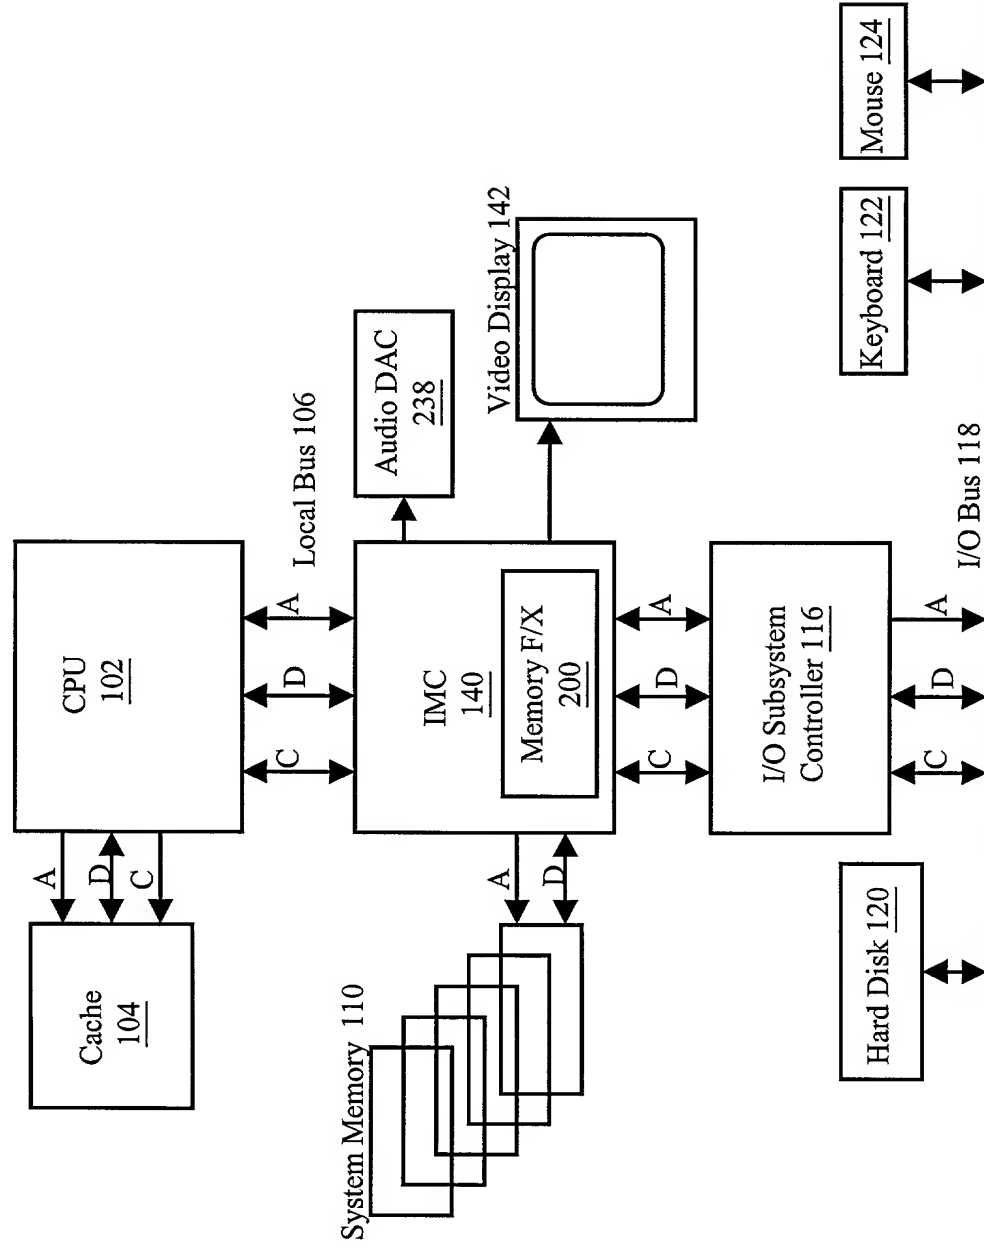 CPU
102
A
D
C
Cache
104
C
D
A
Local Bus 106
IMC
140
Memory F/X
200
Audio DAC
238
Video Display 142
A
D
System Memory 110
C
D
A
I/O Subsystem
Controller 116
C
D
A
I/O Bus 118
Hard Disk 120
Keyboard 122
Mouse 124